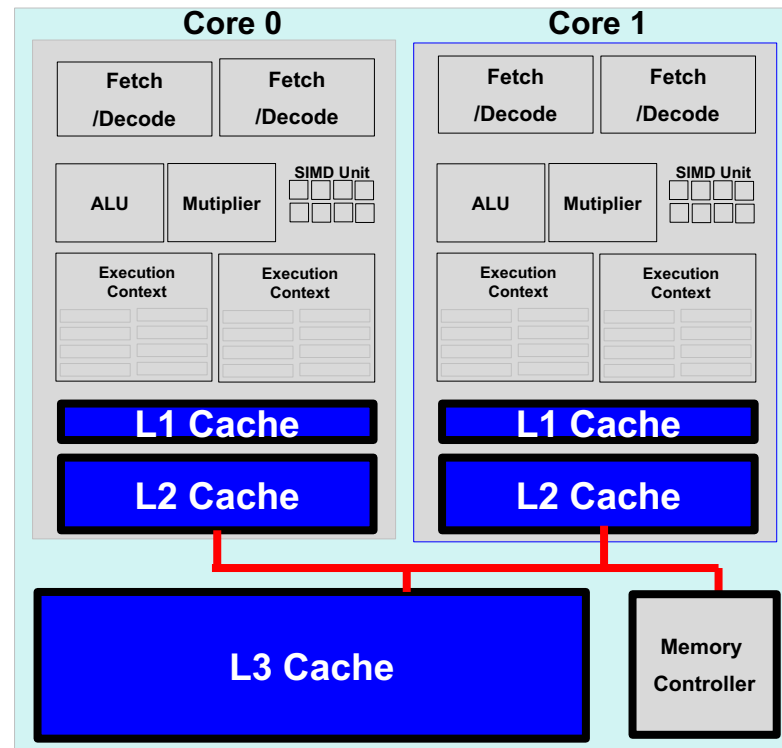 Core 0
Core 1
Fetch
/Decode
Fetch
/Decode
Fetch
/Decode
Fetch
/Decode
ALU
Mutiplier
SIMD Unit
ALU
Mutiplier
SIMD Unit
Execution
Context
Execution
Context
Execution
Context
Execution
Context
L1 Cache
L1 Cache
L2 Cache
L2 Cache
L3 Cache
Memory
Controller